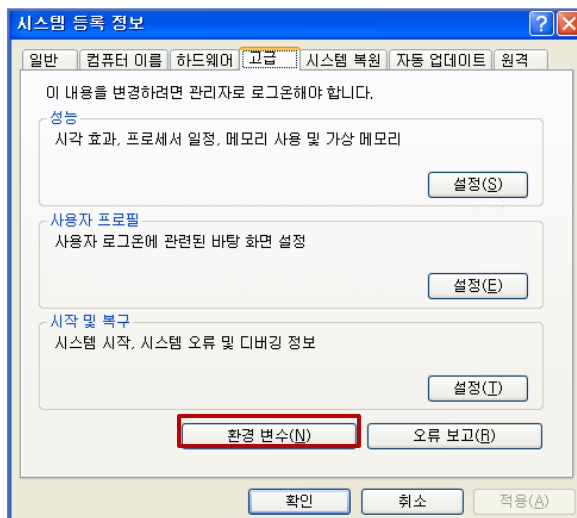 시스템 등록 정보
일반 컴퓨터 이름 하드웨어 고급 시스템 복원 자동 업데이트 원격
이 내용을 변경하려면 관리자로 로그온해야 합니다.
성능
시각 효과, 프로세서 일정, 메모리 사용 및 가상 메모리
설정(S)
사용자 프로필
사용자 로그온에 관련된 바탕 화면 설정
설정(E)
시작 및 복구
시스템 시작, 시스템 오류 및 디버깅 정보
설정(T)
환경 변수(N) 오류 보고(R)
확인 취소 적용(A)